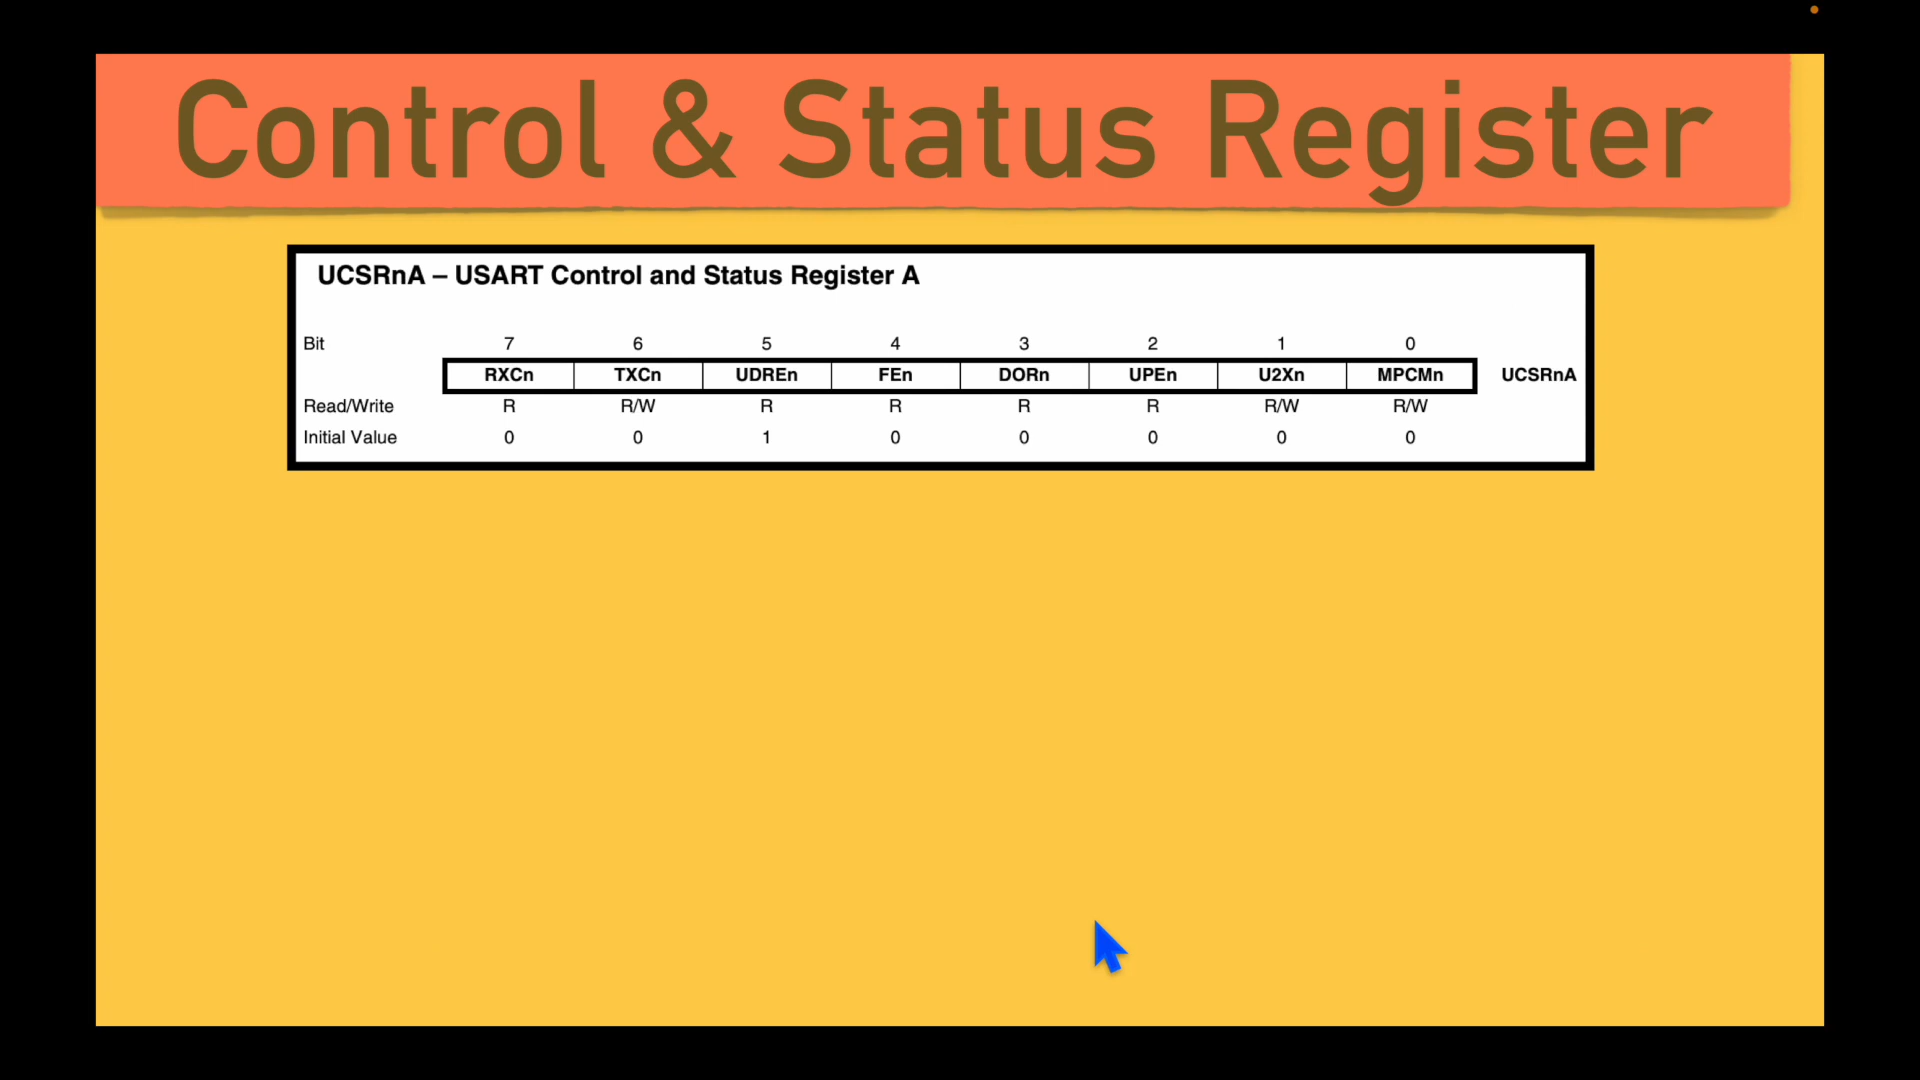 Control & Status Register
UCSRnA – USART Control and Status Register A
Bit 7 6 5 4 3 2 1 0
RXCn TXCn UDREn FEn DORn UPEn U2Xn MPCMn UCSRnA
Read/Write R R/W R R R R R/W R/W
Initial Value 0 0 1 0 0 0 0 0